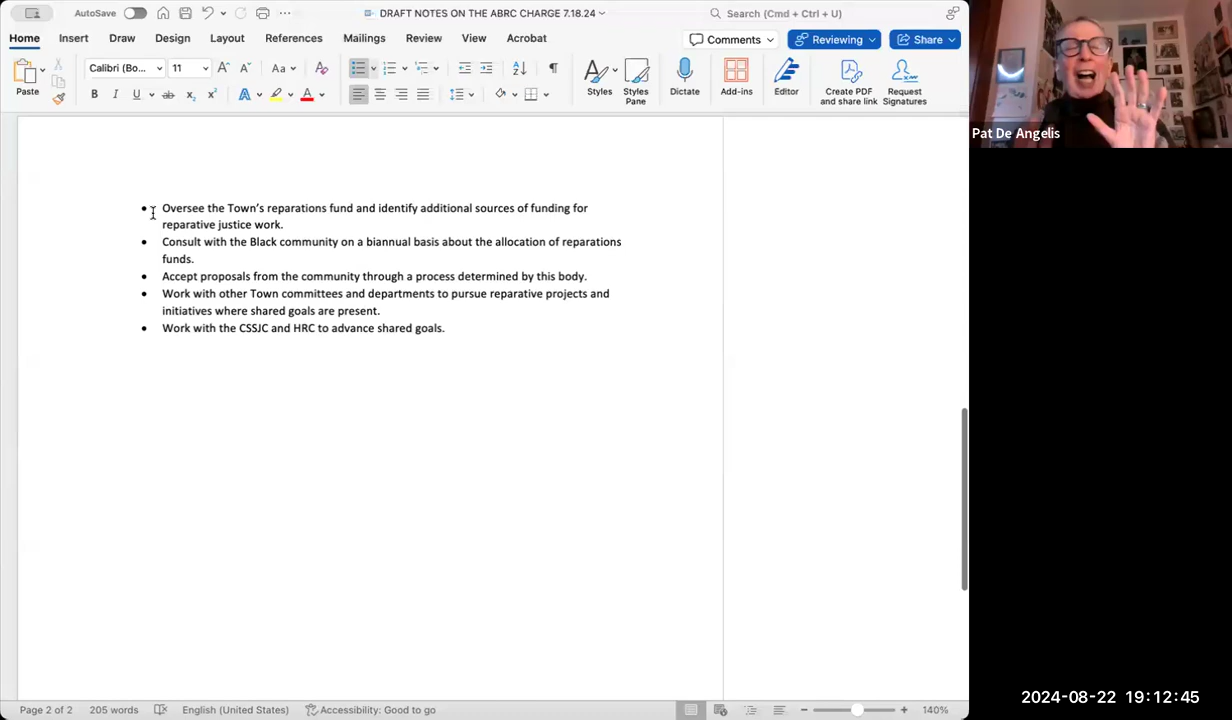 AutoSave
DRAFT NOTES ON THE ABRC CHARGE 7.18.24
Search (Cmd + Ctrl + U)
Home Insert Draw Design Layout References Mailings Review View Acrobat
Comments Reviewing Share
Paste
Calibri (Bo... 11
Aa
B I U ab x₂ x²
Styles
Styles Pane
Dictate
Add-ins
Editor
Create PDF and share link
Request Signatures
• Oversee the Town’s reparations fund and identify additional sources of funding for
reparative justice work.
• Consult with the Black community on a biannual basis about the allocation of reparations
funds.
• Accept proposals from the community through a process determined by this body.
• Work with other Town committees and departments to pursue reparative projects and
initiatives where shared goals are present.
• Work with the CSSJC and HRC to advance shared goals.
Page 2 of 2 205 words English (United States) Accessibility: Good to go 140%
Pat De Angelis
2024-08-22 19:12:45